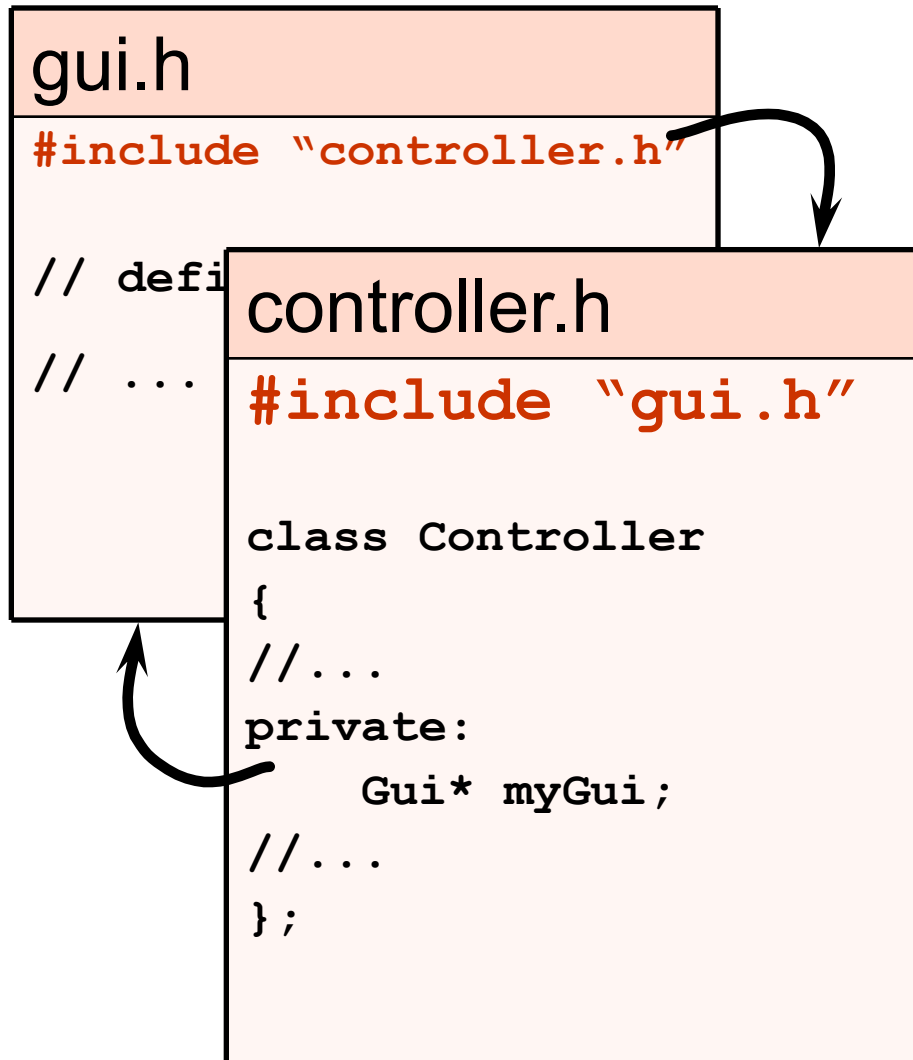 gui.h
#include “controller.h”
// defi
// ...
controller.h
#include “gui.h”
class Controller
{
//...
private:
    Gui* myGui;
//...
};